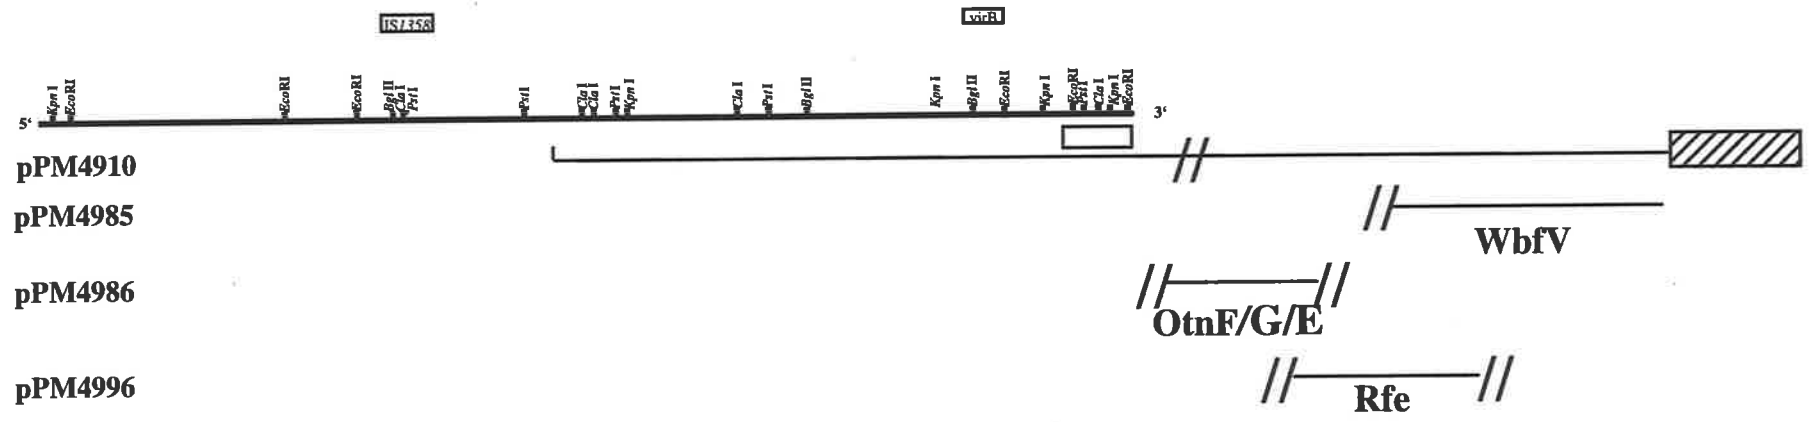 IS1358 virB
KpnI EcoRI EcoRI EcoRI BglII ClaI PstI PstI ClaI ClaI PstI KpnI ClaI PstI BglII KpnI BglII EcoRI KpnI EcoRI PstI ClaI KpnI EcoRI
5‘ 3‘
pPM4910
pPM4985
WbfV
pPM4986
OtnF/G/E
pPM4996
Rfe